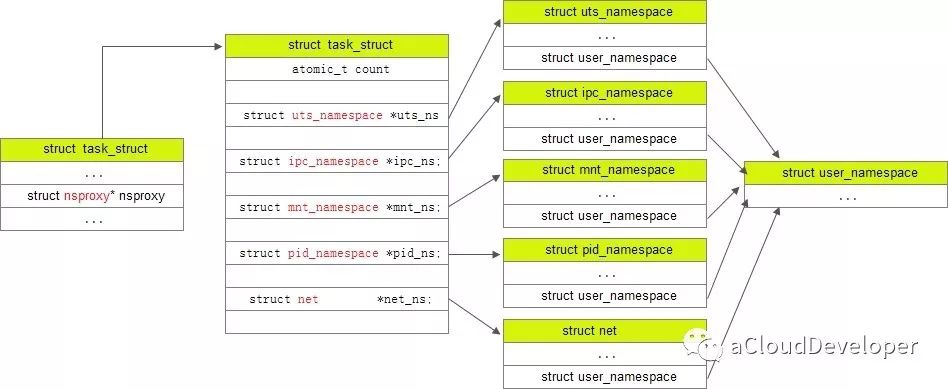 struct task_struct
...
struct nsproxy* nsproxy
...
struct task_struct
atomic_t count
struct uts_namespace *uts_ns
struct ipc_namespace *ipc_ns;
struct mnt_namespace *mnt_ns;
struct pid_namespace *pid_ns;
struct net *net_ns;
struct uts_namespace
...
struct user_namespace
struct ipc_namespace
...
struct user_namespace
struct mnt_namespace
...
struct user_namespace
struct pid_namespace
...
struct user_namespace
struct net
...
struct user_namespace
struct user_namespace
...
aCloudDeveloper